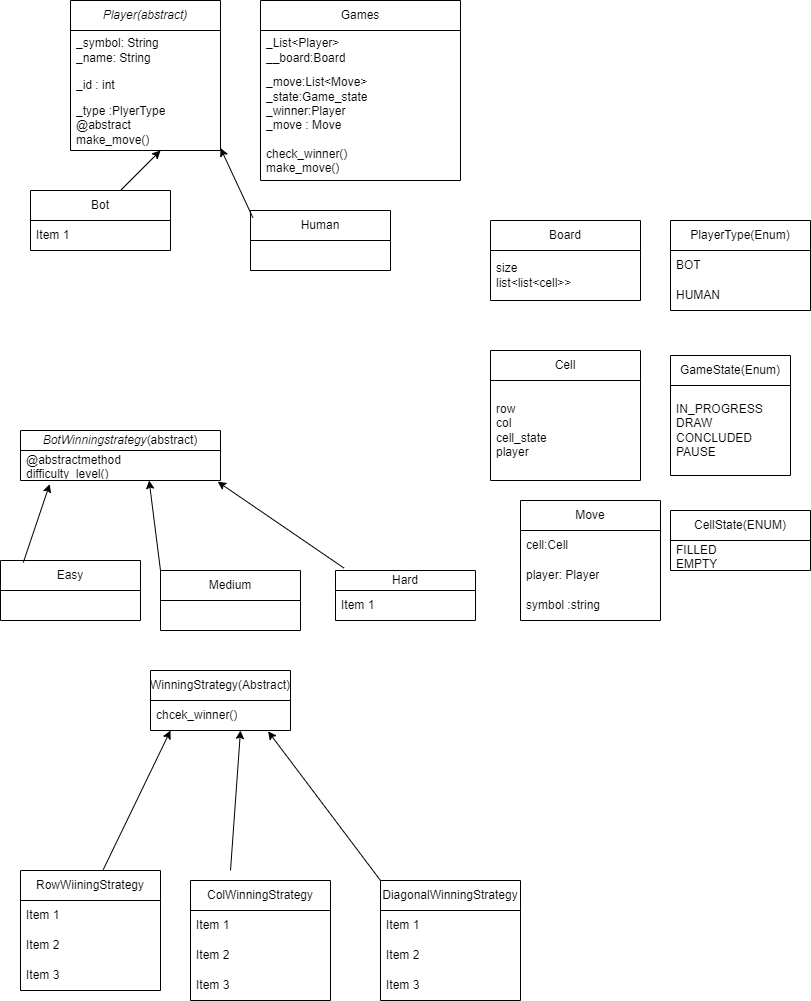 Player(abstract)
_symbol: String
_name: String
_id : int
_type :PlyerType
@abstract
make_move()
Games
_List<Player>
__board:Board
_move:List<Move>
_state:Game_state
_winner:Player
_move : Move
check_winner()
make_move()
Bot
Item 1
Human
Board
size
list<list<cell>>
PlayerType(Enum)
BOT
HUMAN
Cell
row
col
cell_state
player
GameState(Enum)
IN_PROGRESS
DRAW
CONCLUDED
PAUSE
BotWinningstrategy(abstract)
@abstractmethod
difficulty_level()
Easy
Medium
Hard
Item 1
Move
cell:Cell
player: Player
symbol :string
CellState(ENUM)
FILLED
EMPTY
WinningStrategy(Abstract)
chcek_winner()
RowWiiningStrategy
Item 1
Item 2
Item 3
ColWinningStrategy
Item 1
Item 2
Item 3
DiagonalWinningStrategy
Item 1
Item 2
Item 3